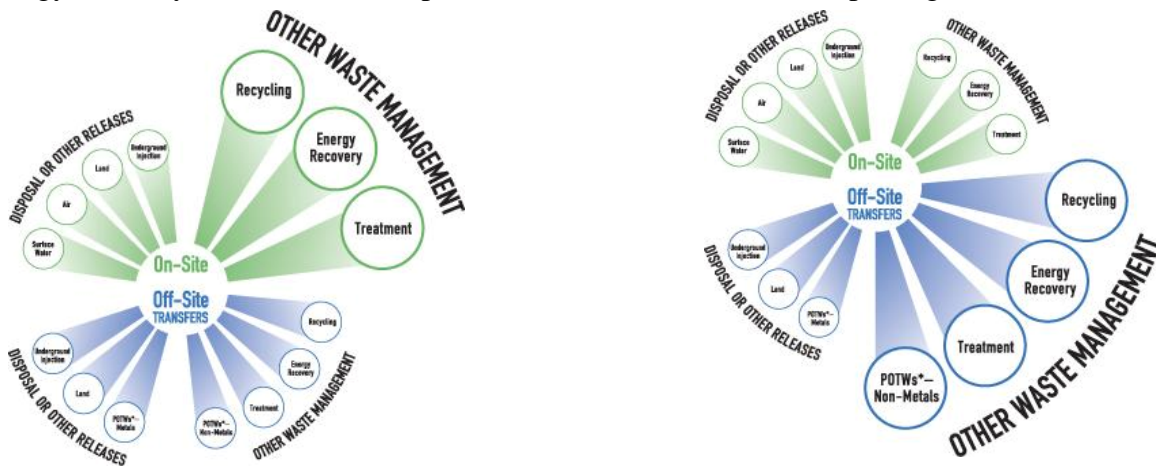 DISPOSAL OR OTHER RELEASES
Surface
Water
Air
Land
Underground
Injection
OTHER WASTE MANAGEMENT
Recycling
Energy
Recovery
Treatment
On-Site
Off-Site
TRANSFERS
Underground
Injection
Land
POTWs*–
Metals
DISPOSAL OR OTHER RELEASES
POTWs*–
Non-Metals
Treatment
Energy
Recovery
Recycling
OTHER WASTE MANAGEMENT
DISPOSAL OR OTHER RELEASES
Surface
Water
Air
Land
Underground
Injection
OTHER WASTE MANAGEMENT
Recycling
Energy
Recovery
Treatment
On-Site
Off-Site
TRANSFERS
Underground
Injection
Land
POTWs*–
Metals
DISPOSAL OR OTHER RELEASES
POTWs*–
Non-Metals
Treatment
Energy
Recovery
Recycling
OTHER WASTE MANAGEMENT